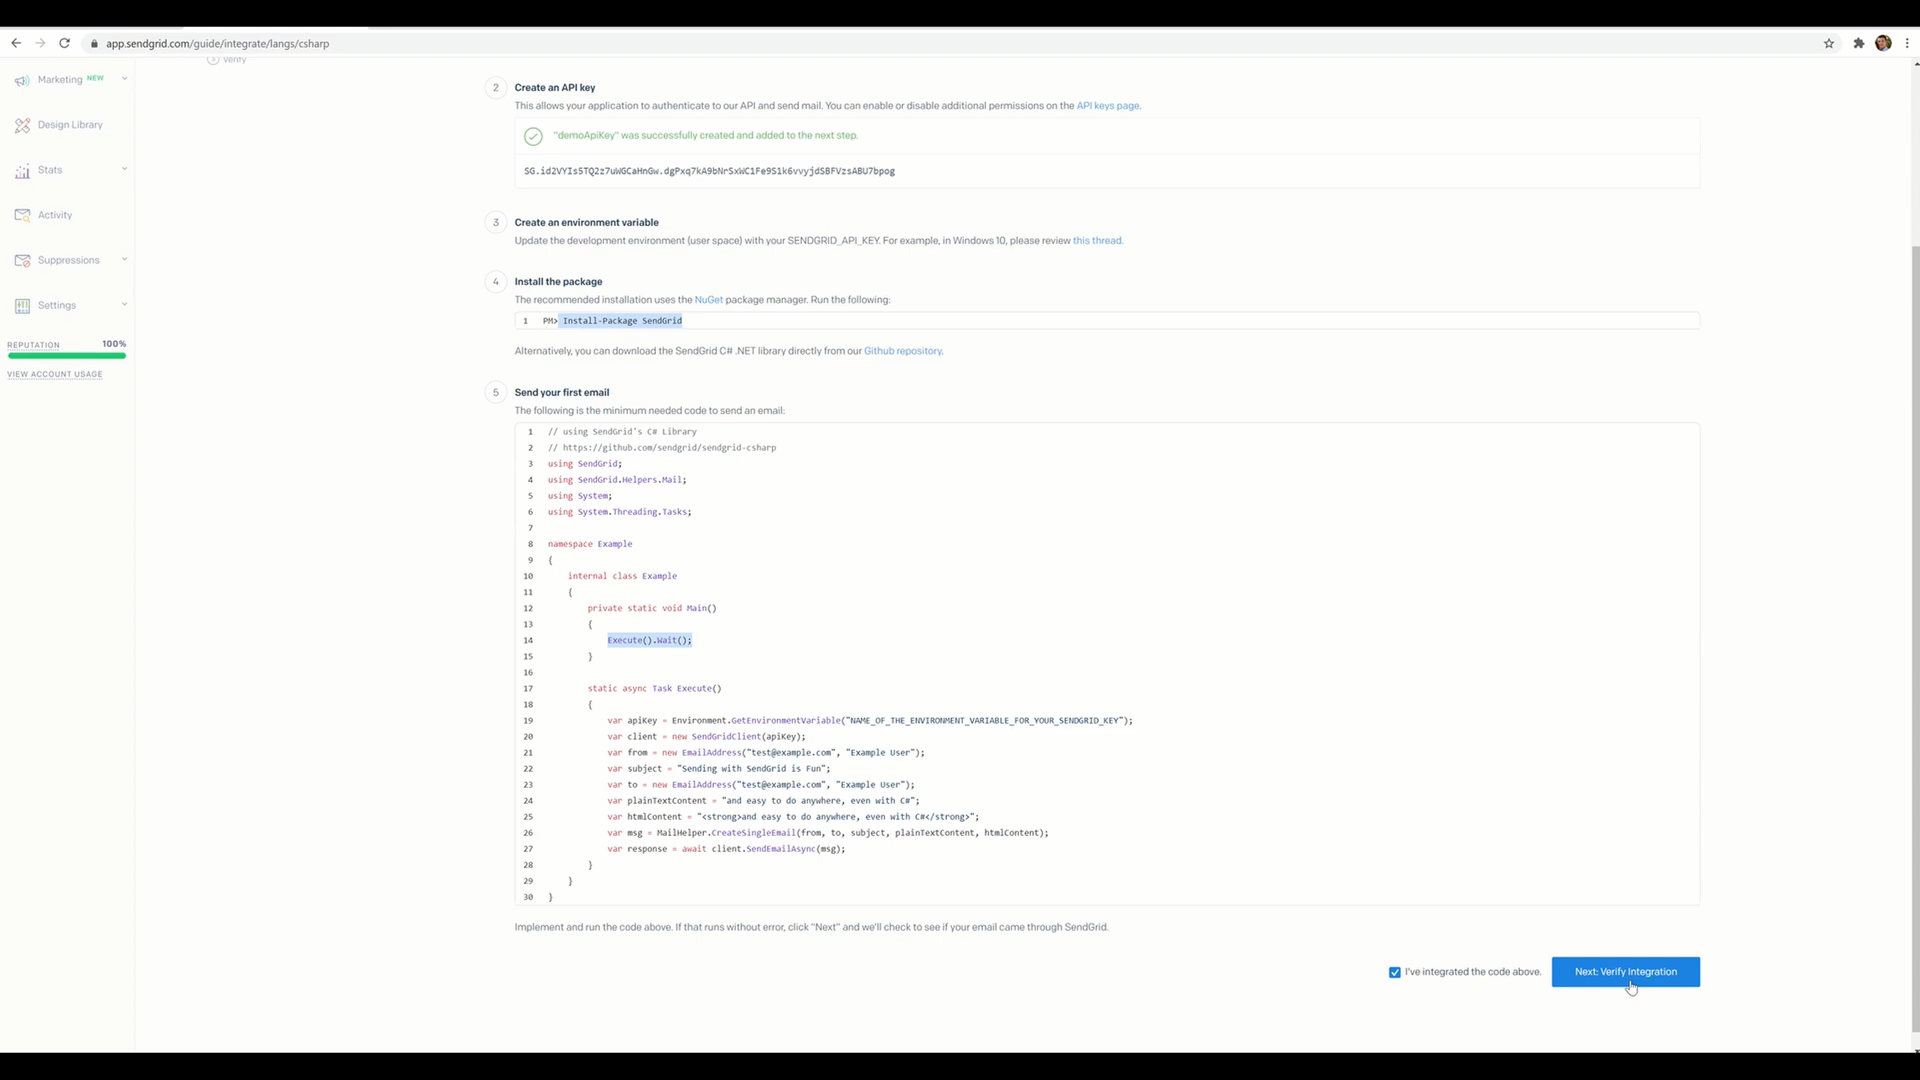 app.sendgrid.com/guide/integrate/langs/csharp
3 Verify
Marketing NEW
Design Library
Stats
Activity
Suppressions
Settings
REPUTATION 100%
VIEW ACCOUNT USAGE
2 Create an API key
This allows your application to authenticate to our API and send mail. You can enable or disable additional permissions on the API keys page.
"demoApiKey" was successfully created and added to the next step.
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
3 Create an environment variable
Update the development environment (user space) with your SENDGRID_API_KEY. For example, in Windows 10, please review this thread.
4 Install the package
The recommended installation uses the NuGet package manager. Run the following:
1 PM> Install-Package SendGrid
Alternatively, you can download the SendGrid C# .NET library directly from our Github repository.
5 Send your first email
The following is the minimum needed code to send an email:
1 // using SendGrid's C# Library
2 // https://github.com/sendgrid/sendgrid-csharp
3 using SendGrid;
4 using SendGrid.Helpers.Mail;
5 using System;
6 using System.Threading.Tasks;
7
8 namespace Example
9 {
10 internal class Example
11 {
12 private static void Main()
13 {
14 Execute().Wait();
15 }
16
17 static async Task Execute()
18 {
19 var apiKey = Environment.GetEnvironmentVariable("NAME_OF_THE_ENVIRONMENT_VARIABLE_FOR_YOUR_SENDGRID_KEY");
20 var client = new SendGridClient(apiKey);
21 var from = new EmailAddress("test@example.com", "Example User");
22 var subject = "Sending with SendGrid is Fun";
23 var to = new EmailAddress("test@example.com", "Example User");
24 var plainTextContent = "and easy to do anywhere, even with C#";
25 var htmlContent = "<strong>and easy to do anywhere, even with C#</strong>";
26 var msg = MailHelper.CreateSingleEmail(from, to, subject, plainTextContent, htmlContent);
27 var response = await client.SendEmailAsync(msg);
28 }
29 }
30 }
Implement and run the code above. If that runs without error, click "Next" and we'll check to see if your email came through SendGrid.
I've integrated the code above.
Next: Verify Integration